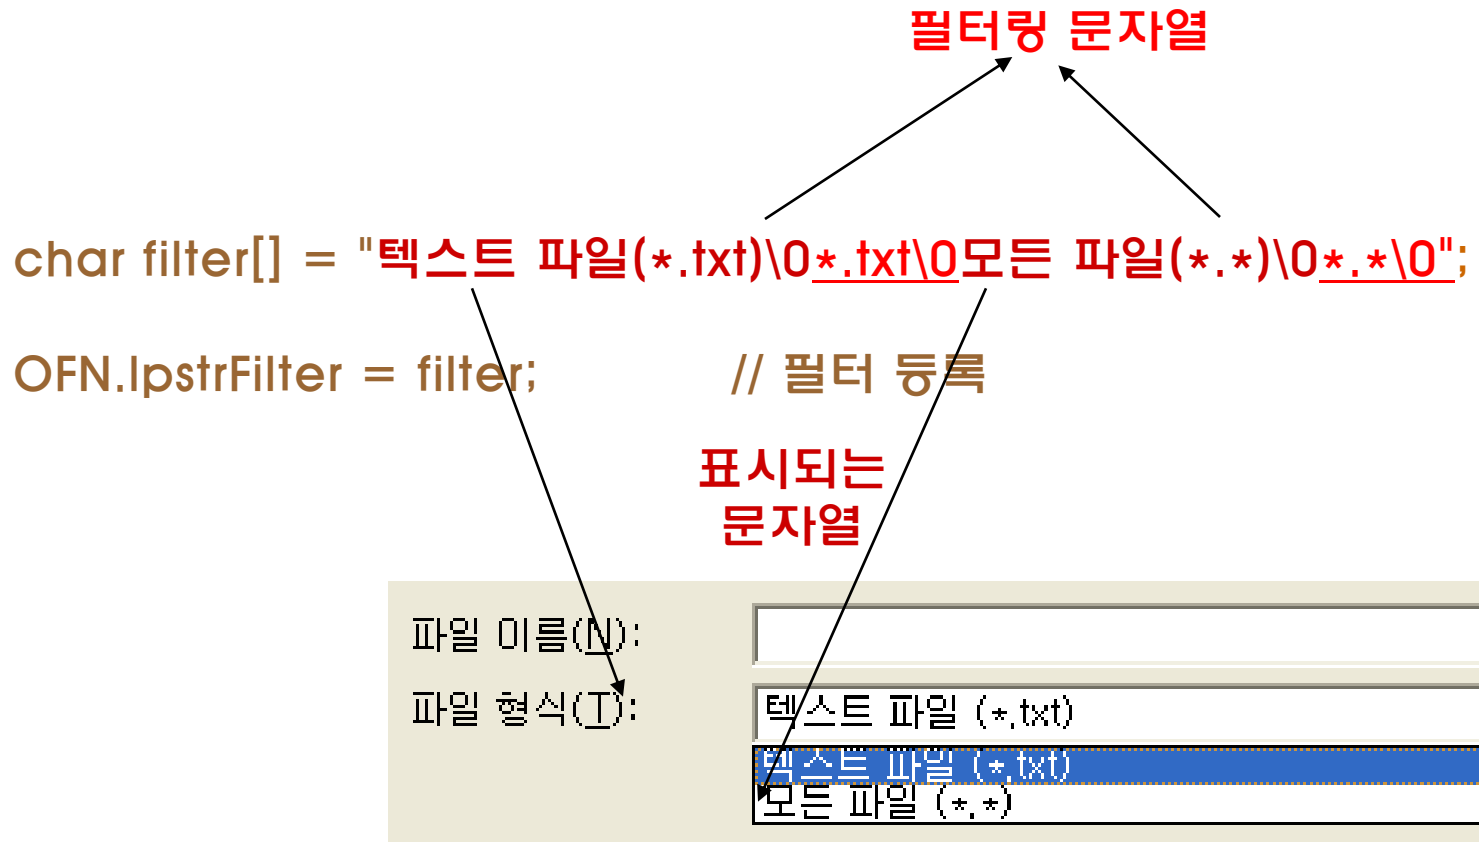 필터링 문자열
char filter[] = "텍스트 파일(*.txt)\0*.txt\0모든 파일(*.*)\0*.*\0";
OFN.lpstrFilter = filter; // 필터 등록
표시되는
문자열
파일 이름(N):
파일 형식(T): 텍스트 파일 (*.txt)
텍스트 파일 (*.txt)
모든 파일 (*.*)